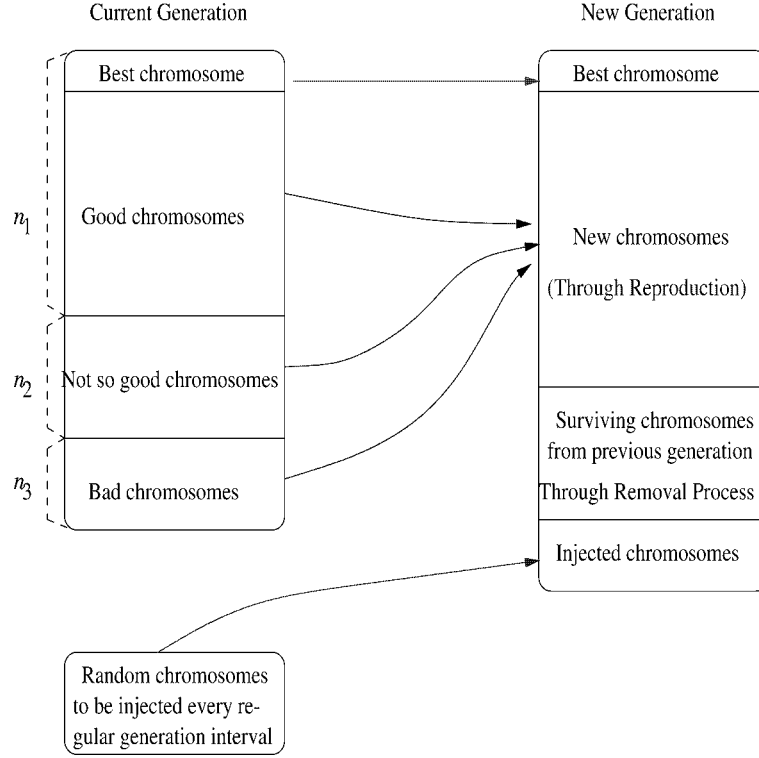 Current Generation
New Generation
Best chromosome
Best chromosome
n1
Good chromosomes
New chromosomes
(Through Reproduction)
n2
Not so good chromosomes
Surviving chromosomes
from previous generation
Through Removal Process
n3
Bad chromosomes
Injected chromosomes
Random chromosomes
to be injected every re-
gular generation interval